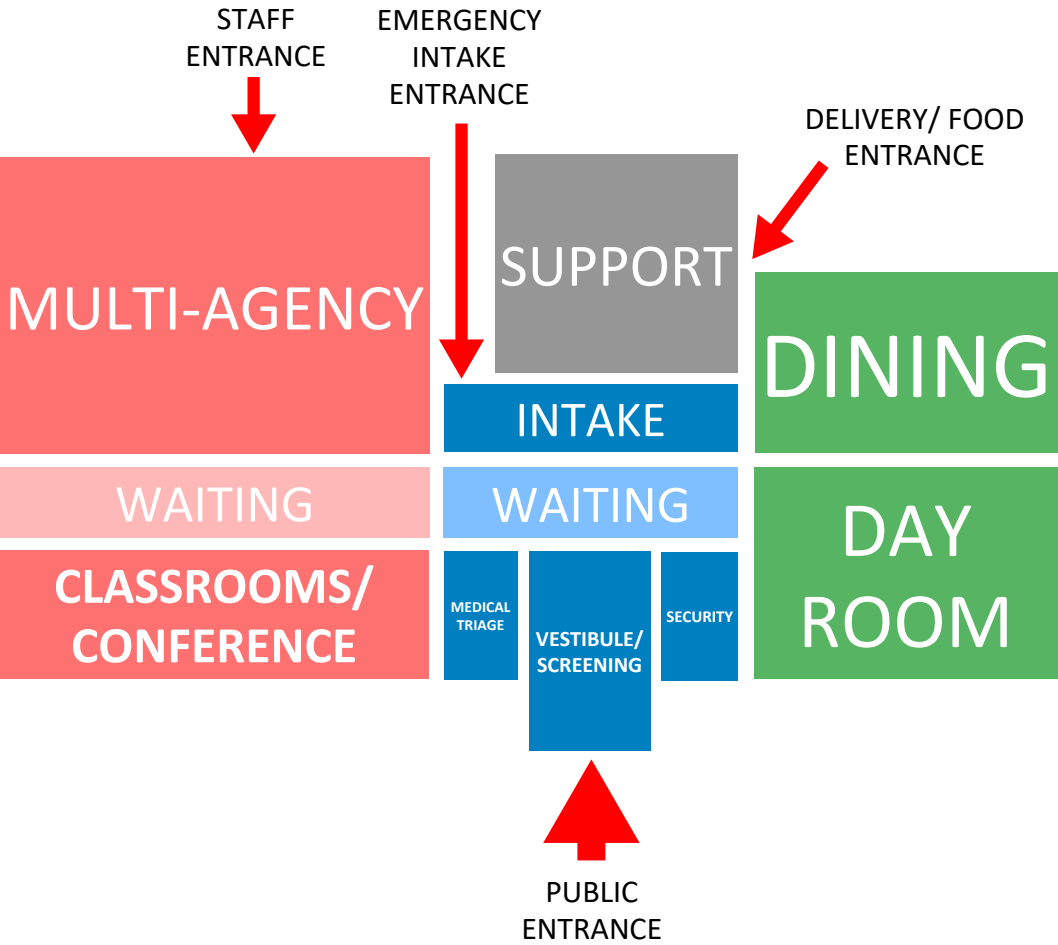 STAFF
ENTRANCE
EMERGENCY
INTAKE
ENTRANCE
DELIVERY/ FOOD
ENTRANCE
MULTI-AGENCY
SUPPORT
DINING
INTAKE
WAITING
WAITING
DAY
ROOM
CLASSROOMS/
CONFERENCE
MEDICAL
TRIAGE
VESTIBULE/
SCREENING
SECURITY
PUBLIC
ENTRANCE